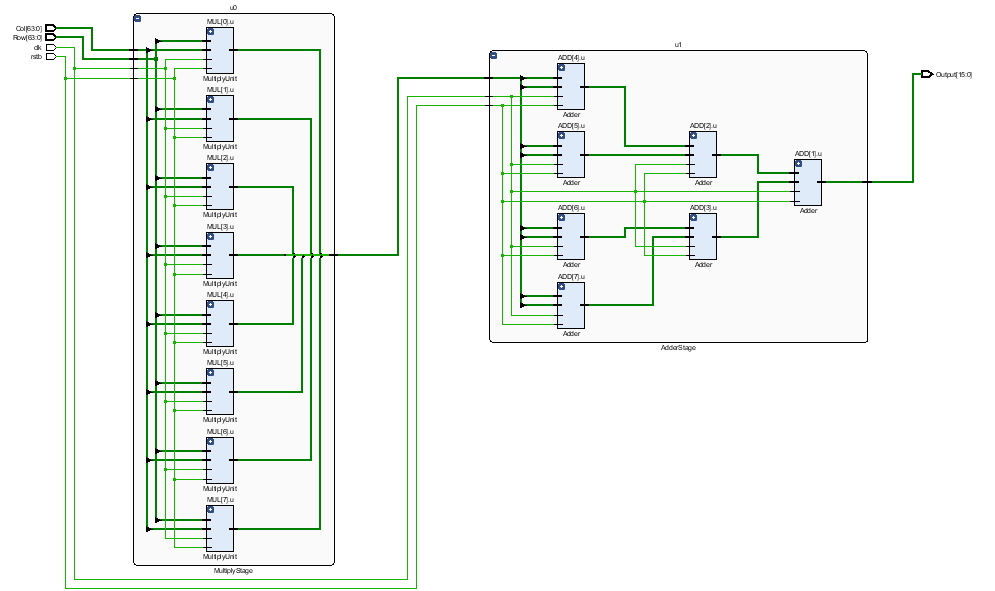 Col[63:0]
Row[63:0]
clk
rstb
u0
MUL[0].u
MultiplyUnit
MUL[1].u
MultiplyUnit
MUL[2].u
MultiplyUnit
MUL[3].u
MultiplyUnit
MUL[4].u
MultiplyUnit
MUL[5].u
MultiplyUnit
MUL[6].u
MultiplyUnit
MUL[7].u
MultiplyUnit
MultiplyStage
u1
ADD[4].u
Adder
ADD[5].u
Adder
ADD[6].u
Adder
ADD[7].u
Adder
ADD[2].u
Adder
ADD[3].u
Adder
ADD[1].u
Adder
AdderStage
Output[15:0]